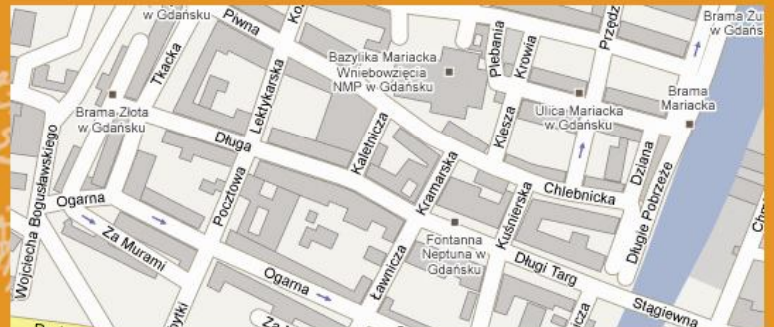 w Gdańsku
Piwna
Brama Żu
w Gdańs
Tkacka
Bazylika Mariacka
Wniebowzięcia
NMP w Gdańsku
Plebania
Krowia
Brama Złota
w Gdańsku
Lektykarska
Ulica Mariacka
w Gdańsku
Brama
Mariacka
Długa
Kaletnicza
Kiesza
Wojciecha Bogusławskiego
Dziana
Kramarska
Chlebnicka
Ogarna
Pocztowa
Kuśnierska
Długie Pobrzeże
Za Murami
Fontanna
Neptuna w
Gdańsku
Ławnicza
Długi Targ
Ogarna
Stągiewna